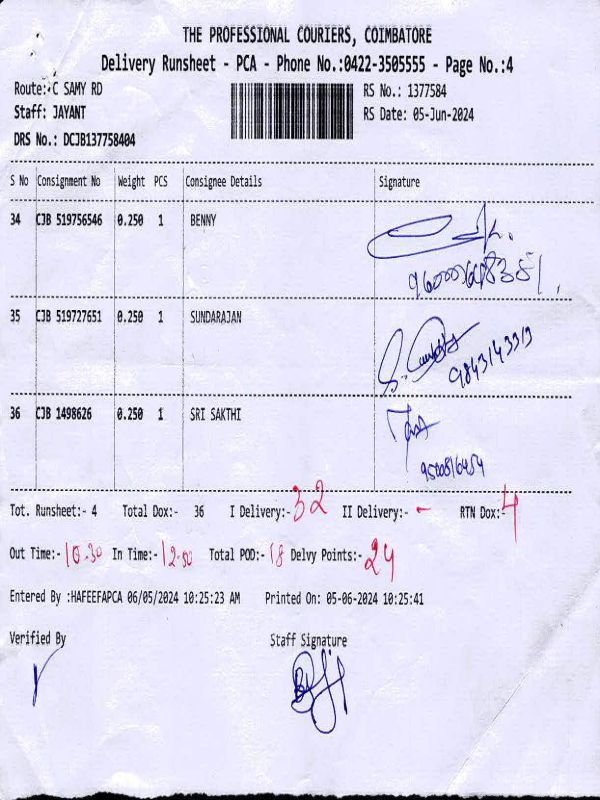 THE PROFESSIONAL COURIERS, COIMBATORE
Delivery Runsheet - PCA - Phone No.:0422-3505555 - Page No.:4
Route: C SAMY RD RS No.: 1377584
Staff: JAYANT RS Date: 05-Jun-2024
DRS No.: DCJB137758404
S No Consignment No Weight PCS Consignee Details Signature
34 CJB 519756546 0.250 1 BENNY
35 CJB 519727651 0.250 1 SUNDARAJAN
9843143313
36 CJB 1498626 0.250 1 SRI SAKTHI
9500816454
Tot. Runsheet:- 4 Total Dox:- 36 I Delivery:- 32 II Delivery:- - RTN Dox:- 4
Out Time:- 10.30 In Time:- 12.50 Total POD:- 18 Delvy Points:- 24
Entered By :HAFEEFAPCA 06/05/2024 10:25:23 AM Printed On: 05-06-2024 10:25:41
Verified By Staff Signature